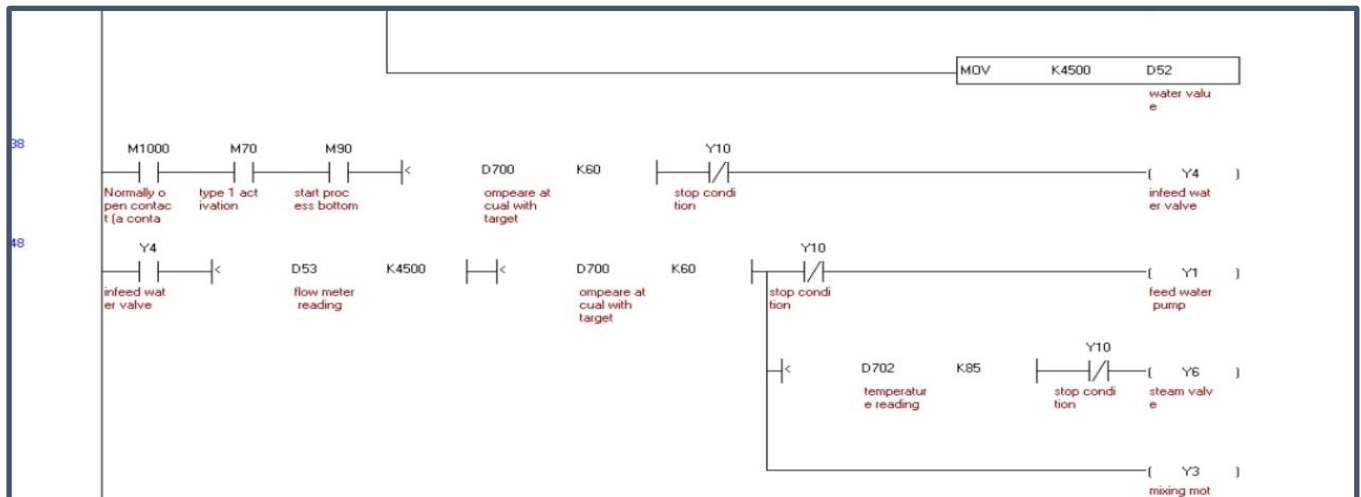 MOV K4500 D52
water valu
e
38
M1000 M70 M90 Y10
< D700 K60 ( Y4 )
Normally o type 1 act start proc ompeare at stop condi infeed wat
pen contac ivation ess bottom cual with tion er valve
t (a conta target
48
Y4 Y10
< D53 K4500 < D700 K60 ( Y1 )
infeed wat flow meter ompeare at stop condi feed water
er valve reading cual with tion pump
target
Y10
< D702 K85 ( Y6 )
temperatur stop condi steam valv
e reading tion e
( Y3 )
mixing mot